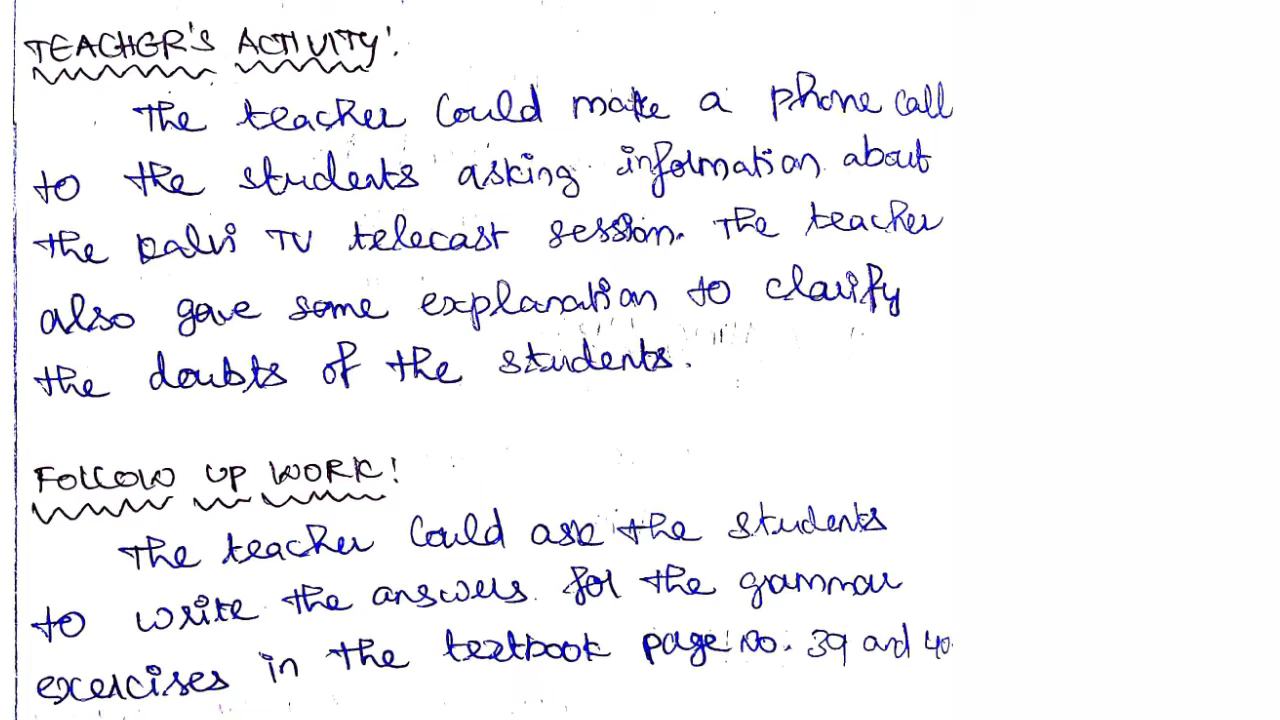 TEACHER'S ACTIVITY:
The teacher could make a phone call
to the students asking information about
the Kalvi TV telecast session. The teacher
also gave some explanation to clarify
the doubts of the students.
FOLLOW UP WORK:
The teacher could ask the students
to write the answers for the grammar
exercises in the textbook page: no. 39 and 40.